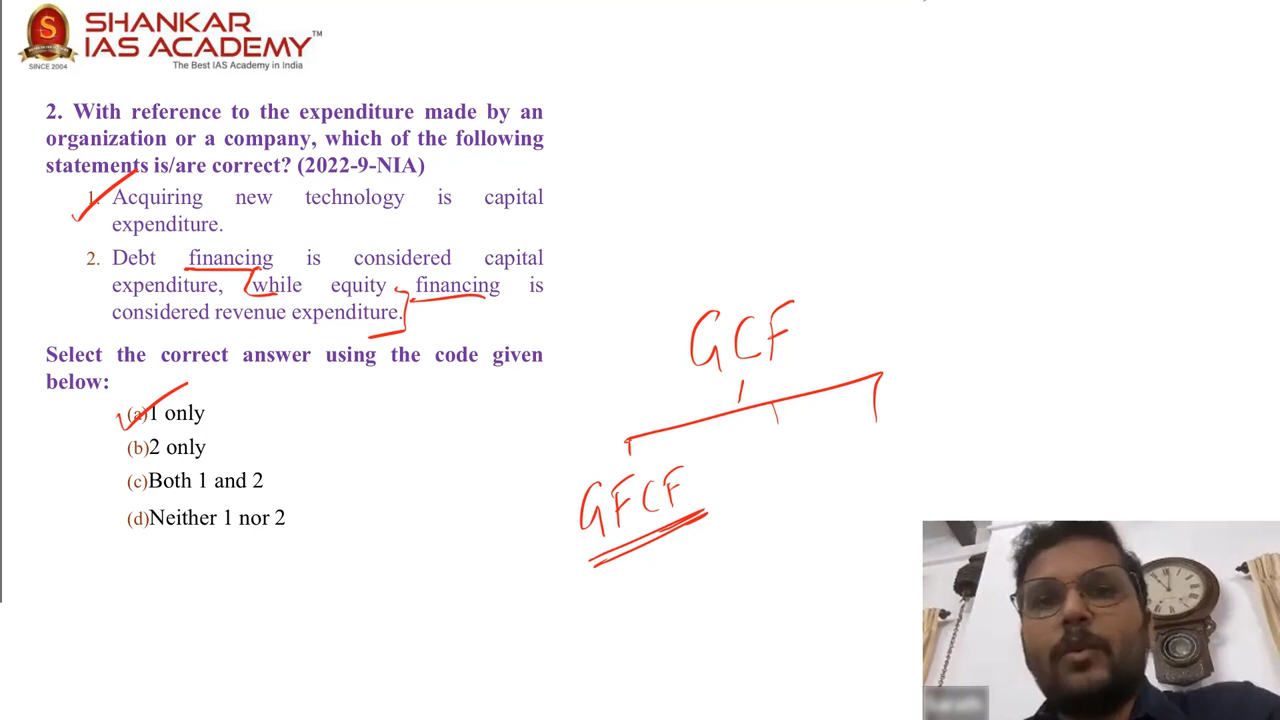 SHANKAR
IAS ACADEMY™
The Best IAS Academy in India
S
SINCE 2004
2. With reference to the expenditure made by an
organization or a company, which of the following
statements is/are correct? (2022-9-NIA)
1. Acquiring new technology is capital
expenditure.
2. Debt financing is considered capital
expenditure, while equity financing is
considered revenue expenditure.
Select the correct answer using the code given
below:
(a)1 only
(b)2 only
(c)Both 1 and 2
(d)Neither 1 nor 2
GCF
GFCF